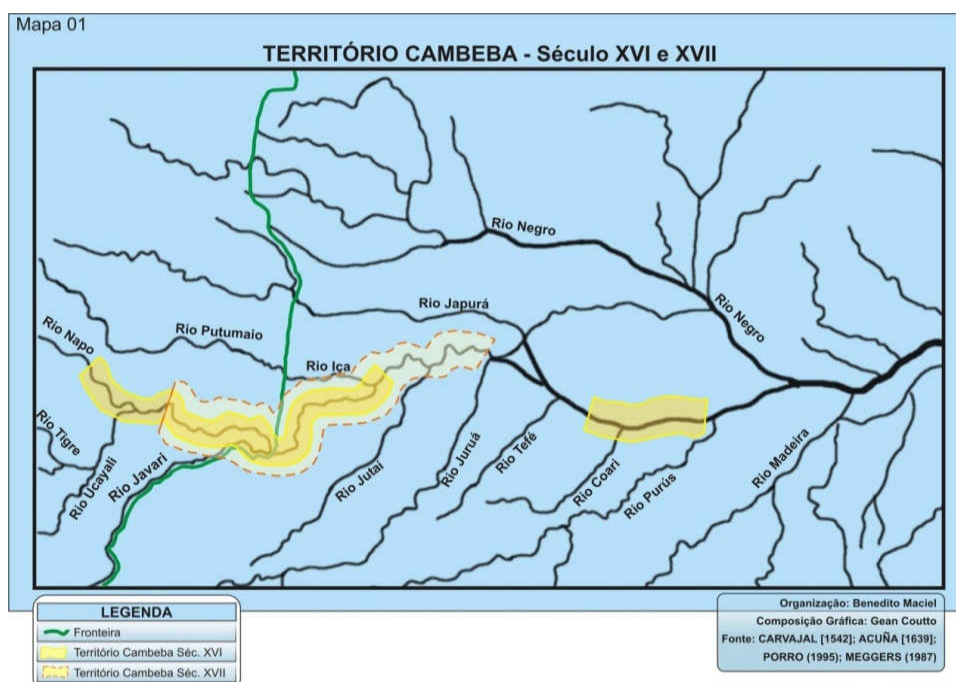 Mapa 01
TERRITÓRIO CAMBEBA - Século XVI e XVII
Rio Negro
Rio Japurá
Rio Negro
Rio Putumaio
Rio Napo
Rio Iça
Rio Tigre
Rio Ucayali
Rio Javari
Rio Jutai
Rio Juruá
Rio Tefé
Rio Coari
Rio Purús
Rio Madeira
LEGENDA
Fronteira
Território Cambeba Séc. XVI
Território Cambeba Séc. XVII
Organização: Benedito Maciel
Composição Gráfica: Gean Coutto
Fonte: CARVAJAL [1542]; ACUÑA [1639];
PORRO (1995); MEGGERS (1987)